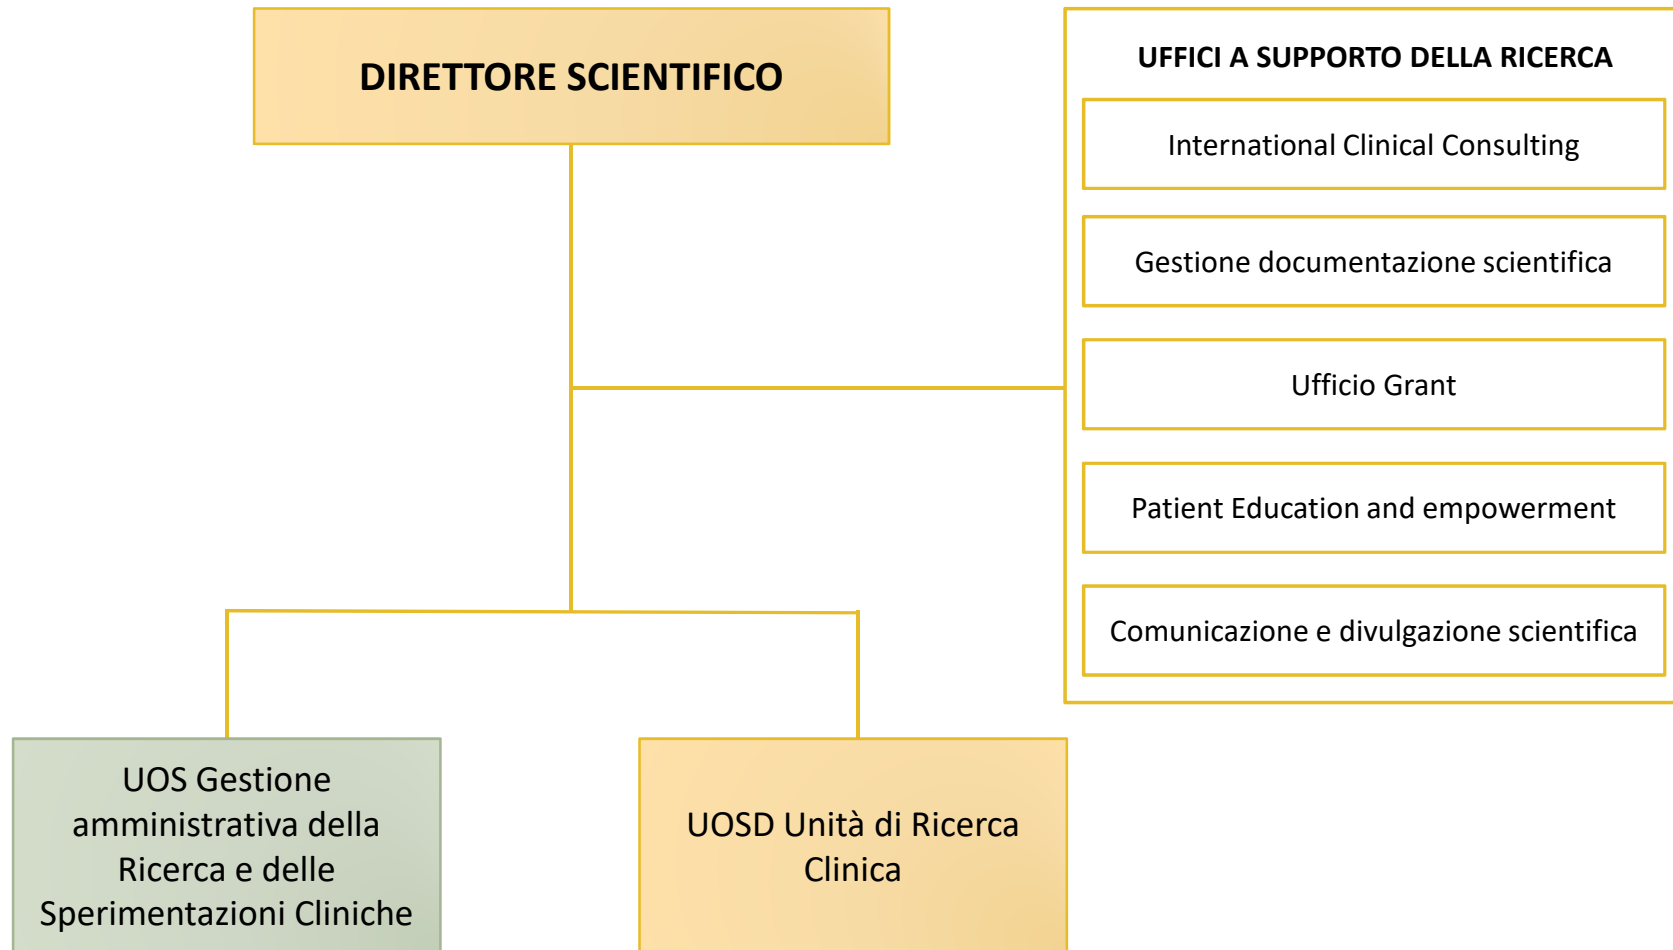 DIRETTORE SCIENTIFICO
UFFICI A SUPPORTO DELLA RICERCA
International Clinical Consulting
Gestione documentazione scientifica
Ufficio Grant
Patient Education and empowerment
Comunicazione e divulgazione scientifica
UOS Gestione
amministrativa della
Ricerca e delle
Sperimentazioni Cliniche
UOSD Unità di Ricerca
Clinica